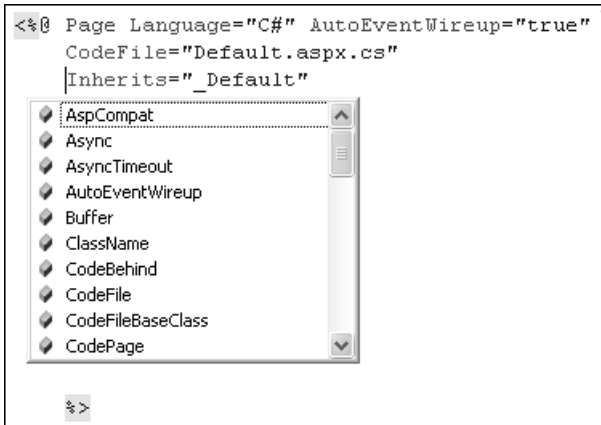 <%@ Page Language="C#" AutoEventWireup="true"
CodeFile="Default.aspx.cs"
Inherits="_Default"
AspCompat
Async
AsyncTimeout
AutoEventWireup
Buffer
ClassName
CodeBehind
CodeFile
CodeFileBaseClass
CodePage
%>